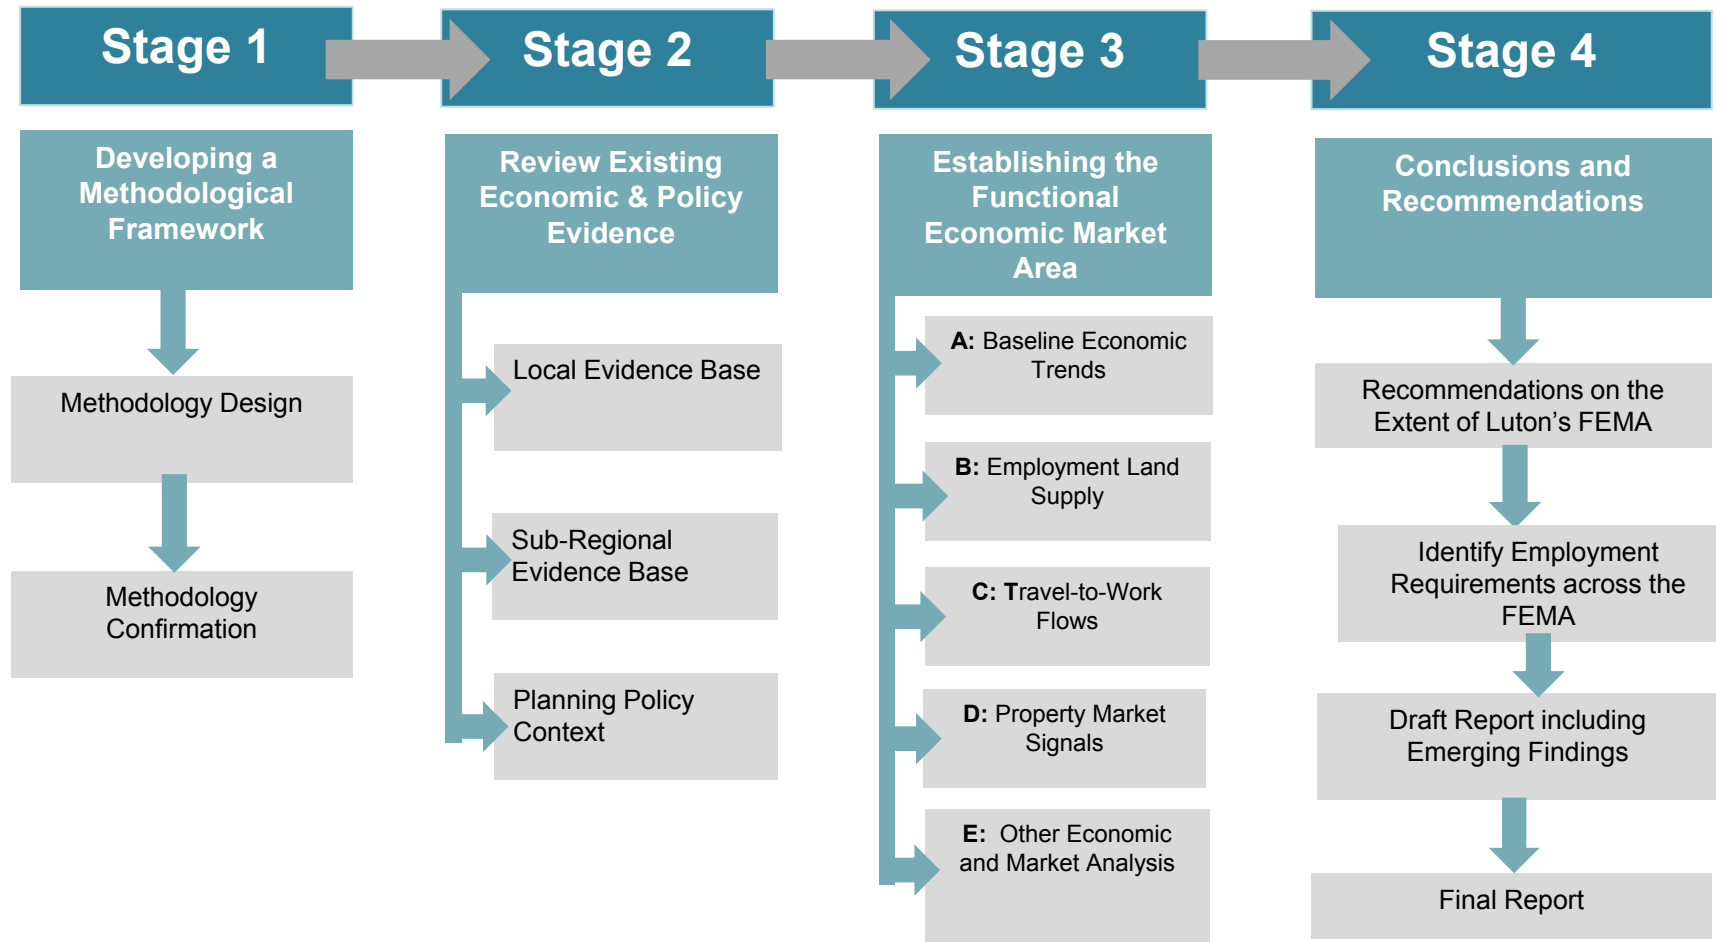 Stage 1
Stage 2
Stage 3
Stage 4
Developing a
Methodological
Framework
Methodology Design
Methodology
Confirmation
Review Existing
Economic & Policy
Evidence
Local Evidence Base
Sub-Regional
Evidence Base
Planning Policy
Context
Establishing the
Functional
Economic Market
Area
A: Baseline Economic
Trends
B: Employment Land
Supply
C: Travel-to-Work
Flows
D: Property Market
Signals
E: Other Economic
and Market Analysis
Conclusions and
Recommendations
Recommendations on the
Extent of Luton’s FEMA
Identify Employment
Requirements across the
FEMA
Draft Report including
Emerging Findings
Final Report